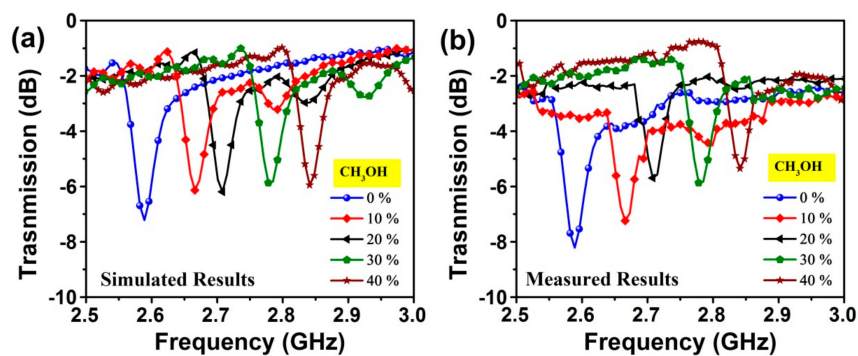 (a)
Trasnmission (dB)
0
-2
-4
-6
-8
-10
CH3OH
0 %
10 %
20 %
30 %
40 %
Simulated Results
2.5 2.6 2.7 2.8 2.9 3.0
Frequency (GHz)
(b)
Trasnmission (dB)
0
-2
-4
-6
-8
-10
CH3OH
0 %
10 %
20 %
30 %
40 %
Measured Results
2.5 2.6 2.7 2.8 2.9 3.0
Frequency (GHz)